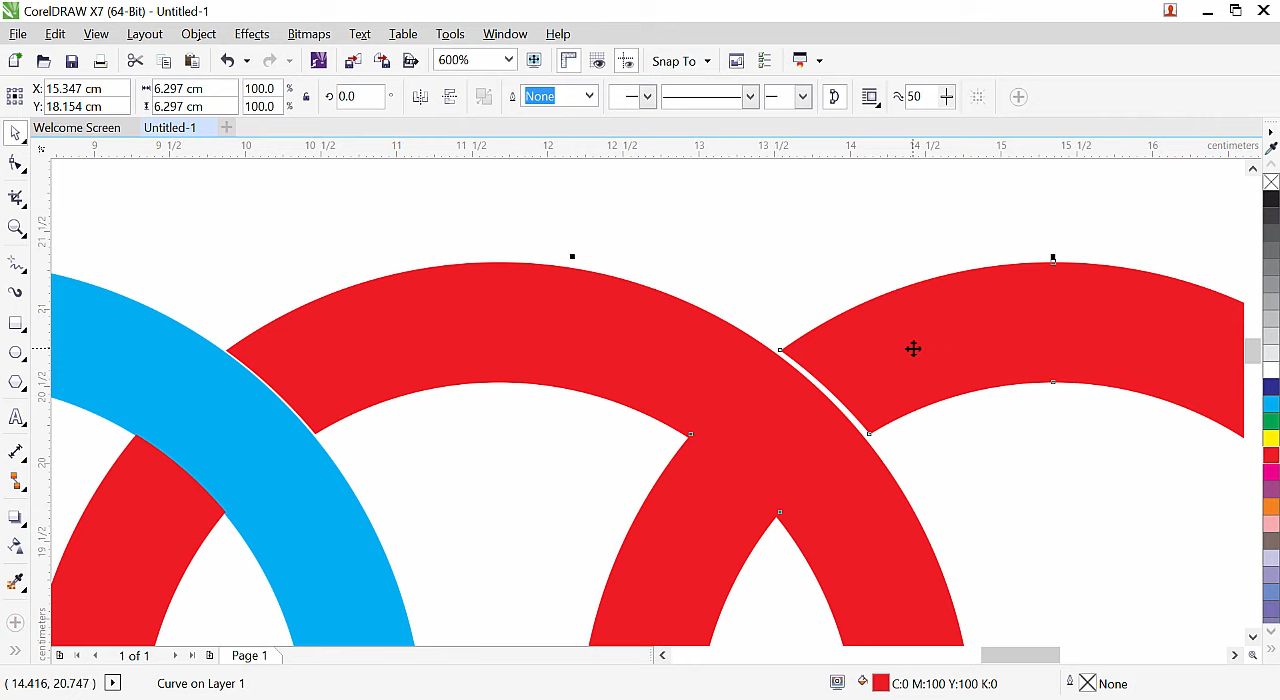 CorelDRAW X7 (64-Bit) - Untitled-1
File Edit View Layout Object Effects Bitmaps Text Table Tools Window Help
600% Snap To
X: 15.347 cm 6.297 cm 100.0 % 0.0 ° None 50
Y: 18.154 cm 6.297 cm 100.0 %
Welcome Screen Untitled-1
9 9 1/2 10 10 1/2 11 11 1/2 12 12 1/2 13 13 1/2 14 14 1/2 15 15 1/2 16 centimeters
21 1/2
21
20 1/2
20
19 1/2
centimeters
1 of 1 Page 1
( 14.416, 20.747 ) Curve on Layer 1 C:0 M:100 Y:100 K:0 None